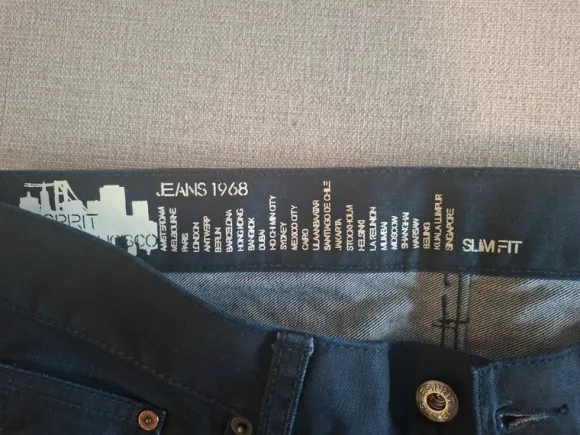 JEANS 1968
ESPRIT
AMSTERDAM
MELBOURNE
PARIS
LONDON
ANTWERP
BERLIN
BARCELONA
HONG KONG
BANGKOK
DUBAI
HO CHI MIN CITY
SYDNEY
MEXICO CITY
CAIRO
ULAANBAATAR
SANTIAGO DE CHILE
JAKARTA
STOCKHOLM
HELSINKI
LA REUNION
MUMBAI
MOSCOW
SHANGHAI
WARSAW
BEIJING
KUALA LUMPUR
SINGAPORE
SLIM FIT
ESPRIT